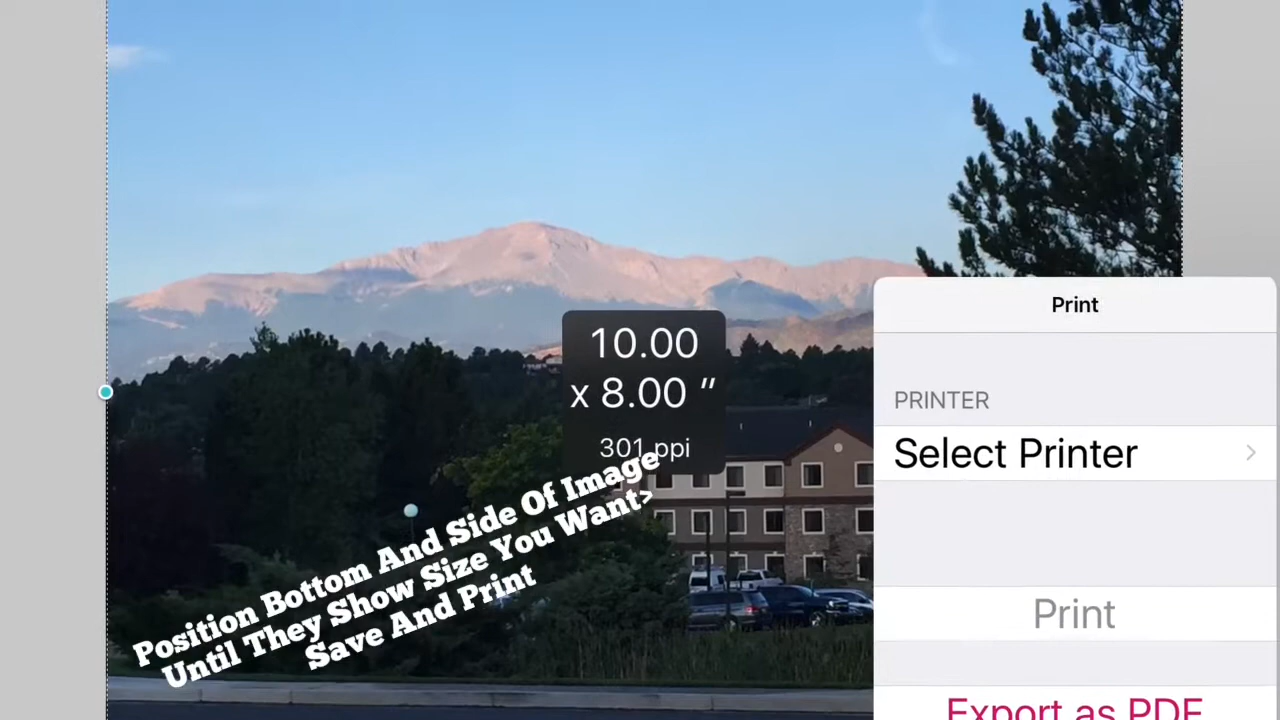 10.00
x 8.00 "
301 ppi
Position Bottom And Side Of Image
Until They Show Size You Want>
Save And Print
Print
PRINTER
Select Printer
Print
Export as PDF